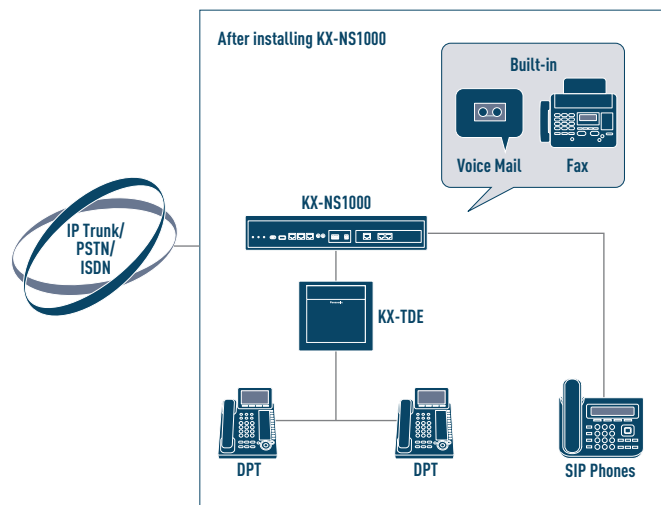 After installing KX-NS1000
Built-in
Voice Mail
Fax
KX-NS1000
IP Trunk/
PSTN/
ISDN
KX-TDE
DPT
DPT
SIP Phones